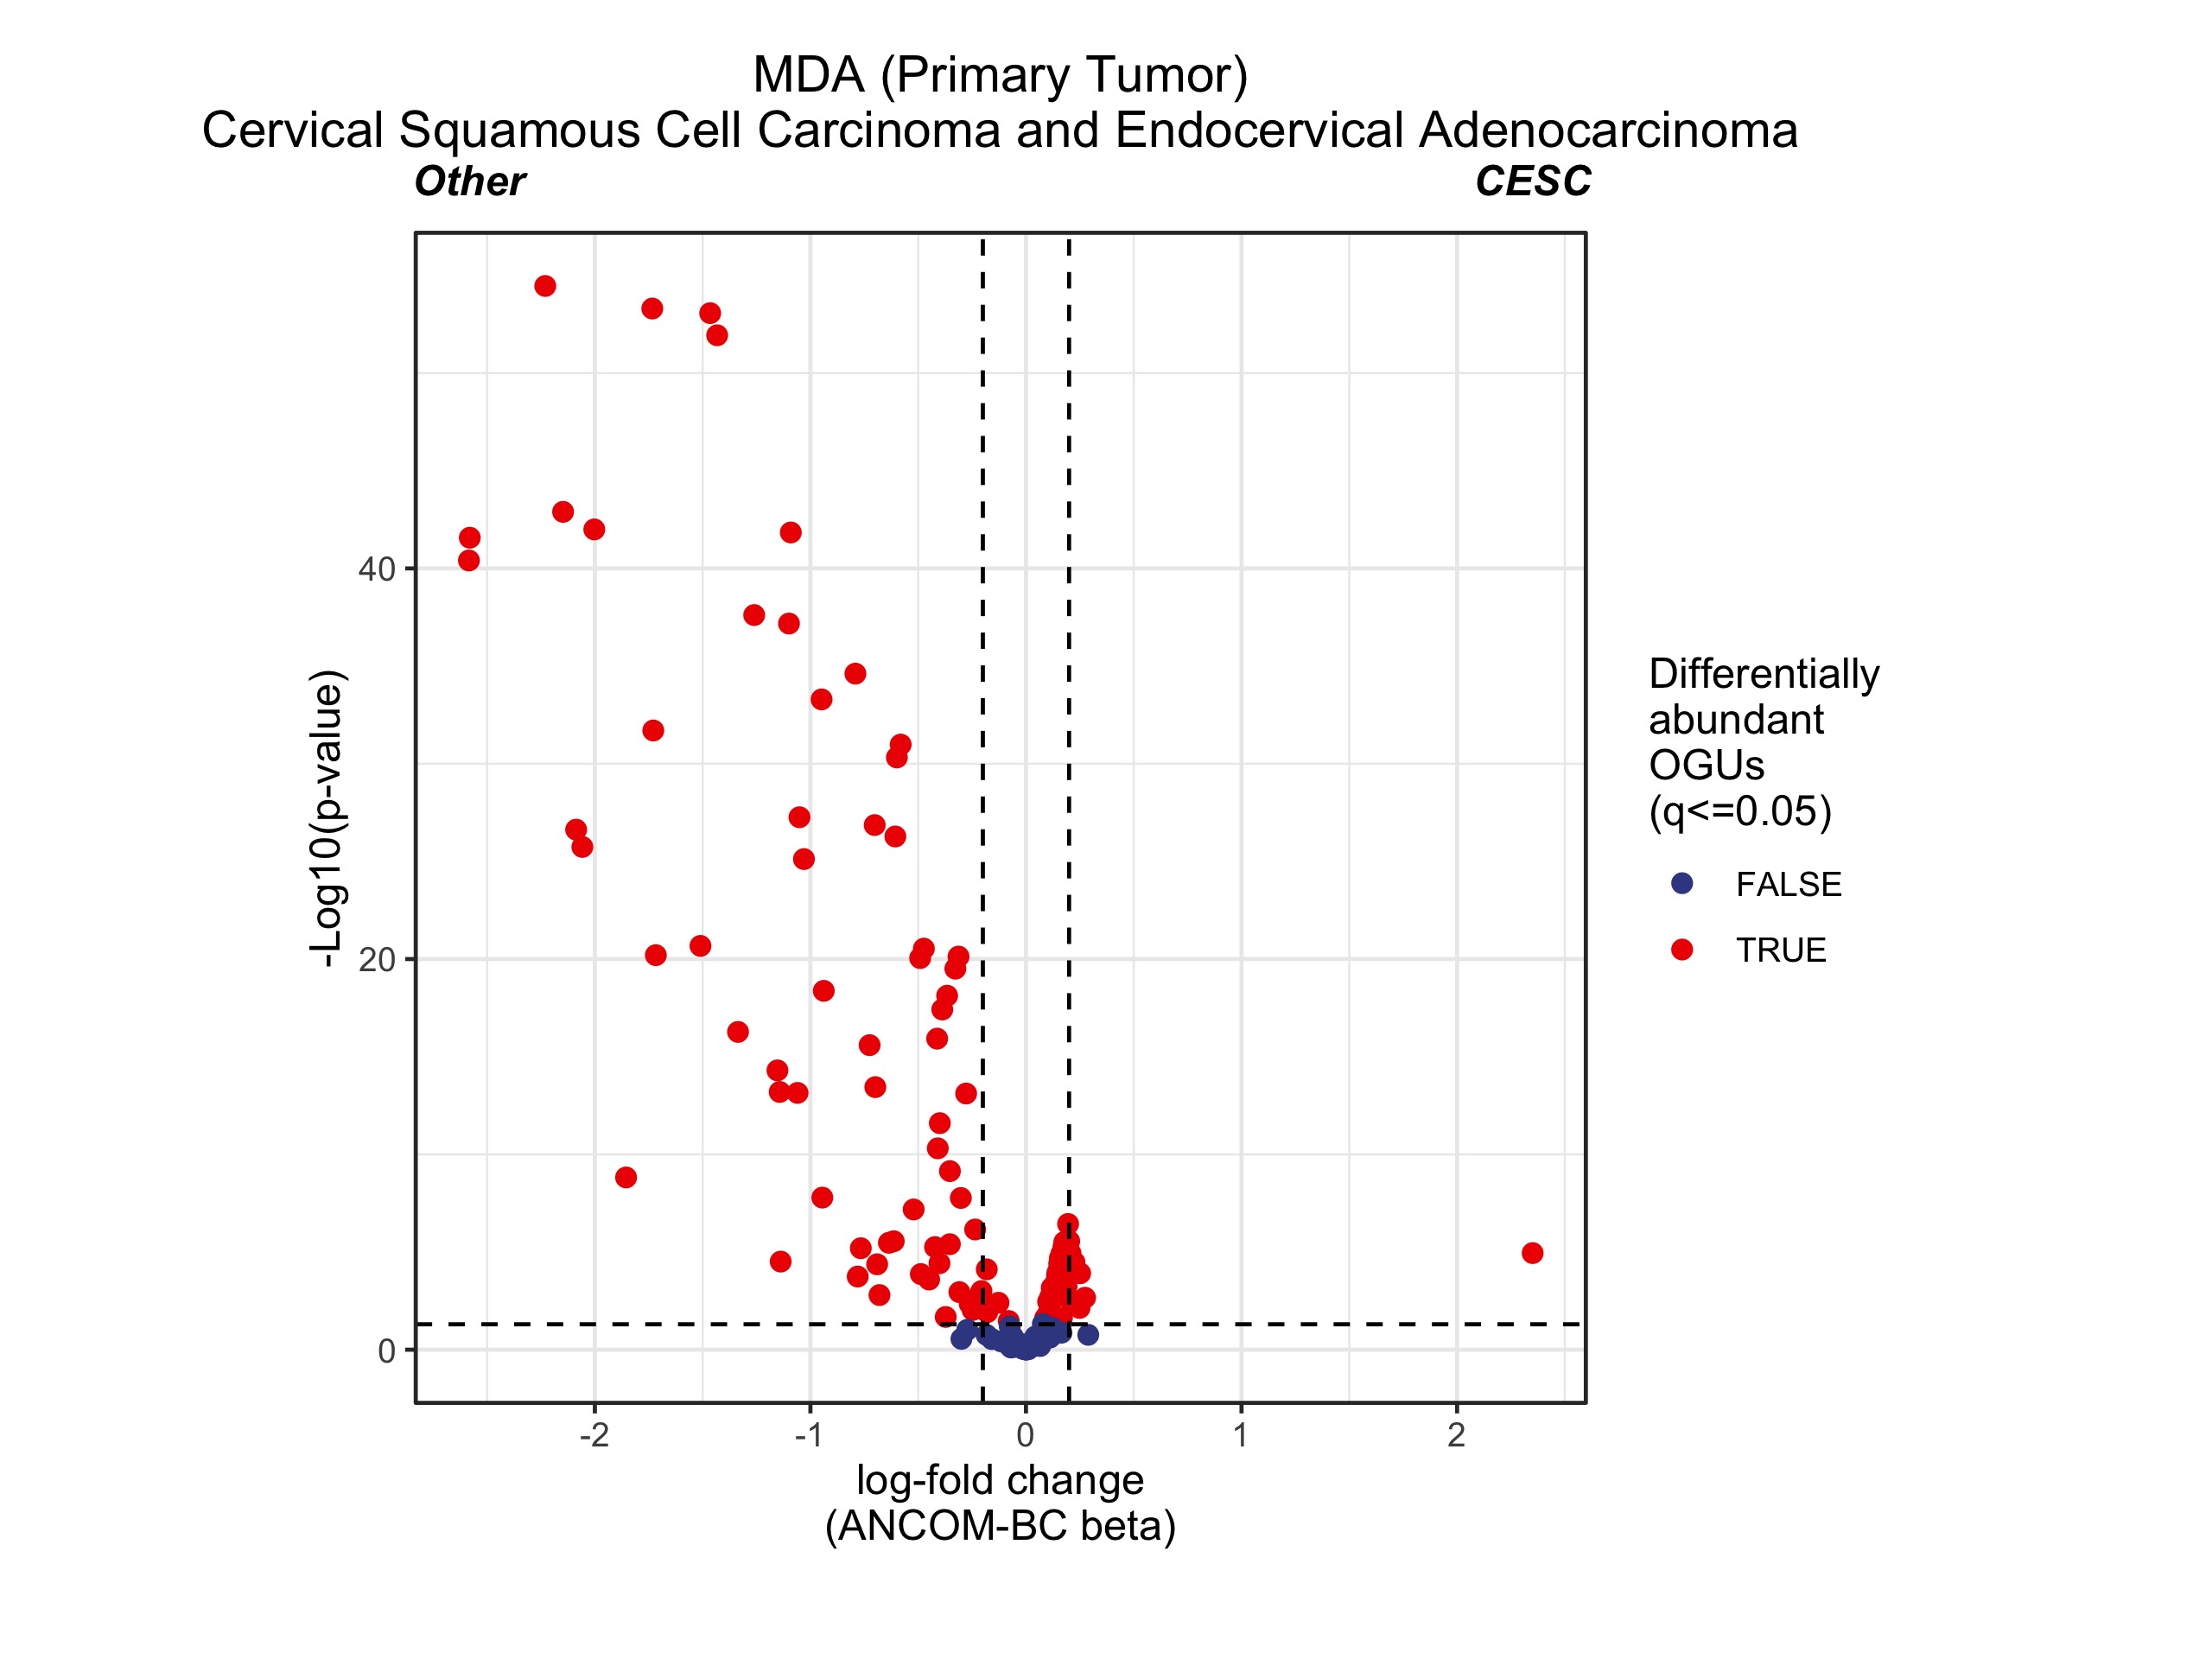 MDA (Primary Tumor)
Cervical Squamous Cell Carcinoma and Endocervical Adenocarcinoma
Other CESC
40
20
0
-Log10(p-value)
-2 -1 0 1 2
log-fold change
(ANCOM-BC beta)
Differentially
abundant
OGUs
(q<=0.05)
FALSE
TRUE